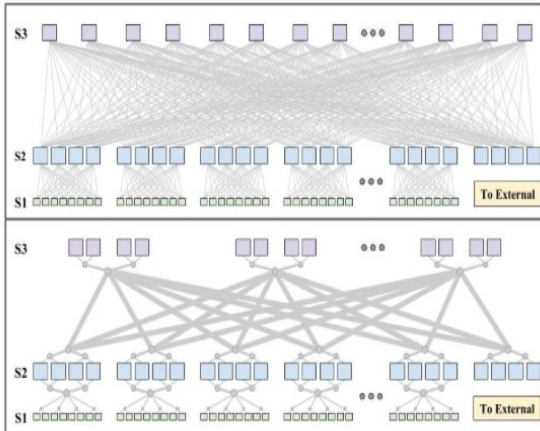 S3
S2
S1
To External
S3
S2
S1
To External